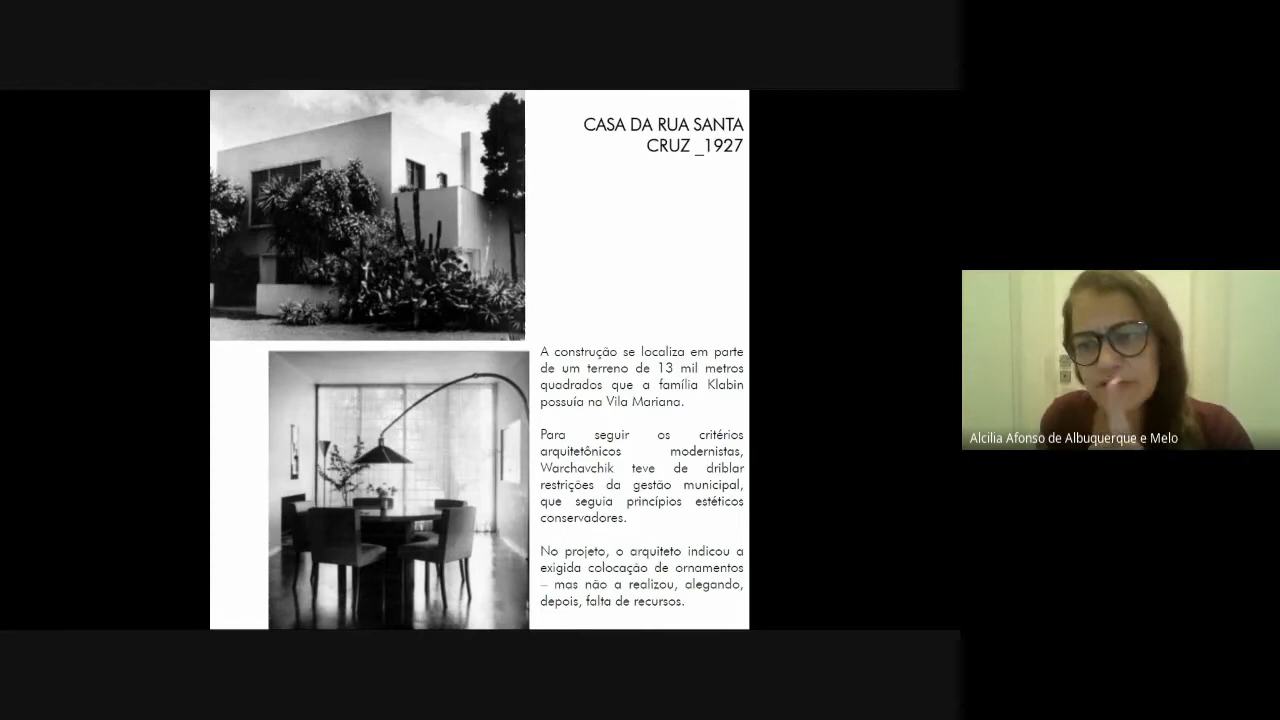 CASA DA RUA SANTA
CRUZ _1927
A construção se localiza em parte
de um terreno de 13 mil metros
quadrados que a família Klabin
possuía na Vila Mariana.
Para seguir os critérios
arquitetônicos modernistas,
Warchavchik teve de driblar
restrições da gestão municipal,
que seguia princípios estéticos
conservadores.
No projeto, o arquiteto indicou a
exigida colocação de ornamentos
– mas não a realizou, alegando,
depois, falta de recursos.
Alcilia Afonso de Albuquerque e Melo